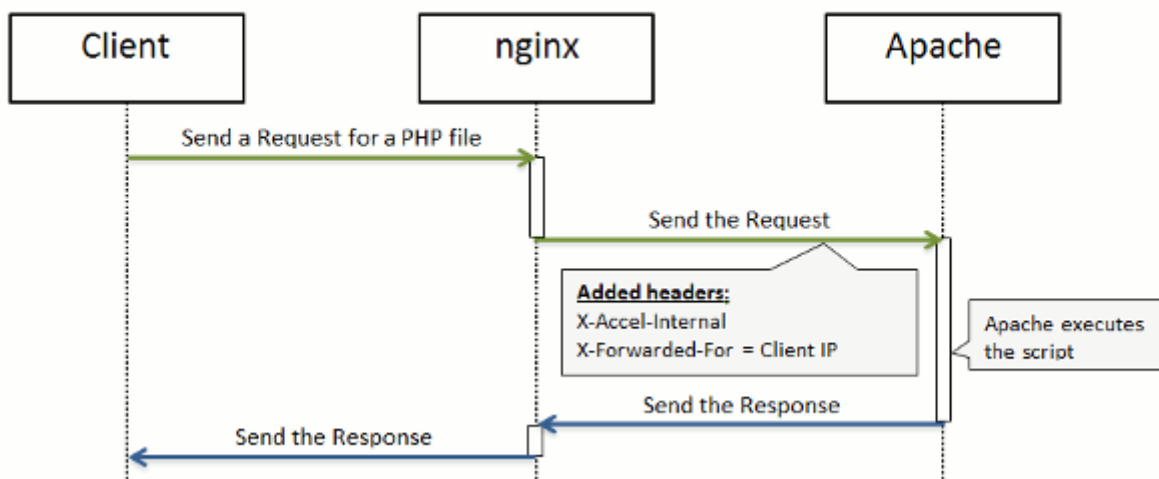 Client
nginx
Apache
Send a Request for a PHP file
Send the Request
Added headers:
X-Accel-Internal
X-Forwarded-For = Client IP
Apache executes
the script
Send the Response
Send the Response